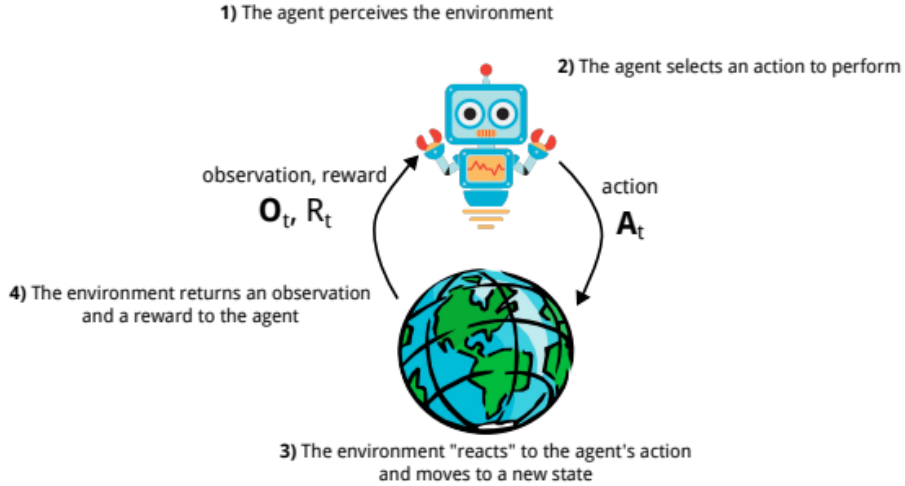 1) The agent perceives the environment
2) The agent selects an action to perform
observation, reward
Ot, Rt
action
At
4) The environment returns an observation
and a reward to the agent
3) The environment "reacts" to the agent's action
and moves to a new state